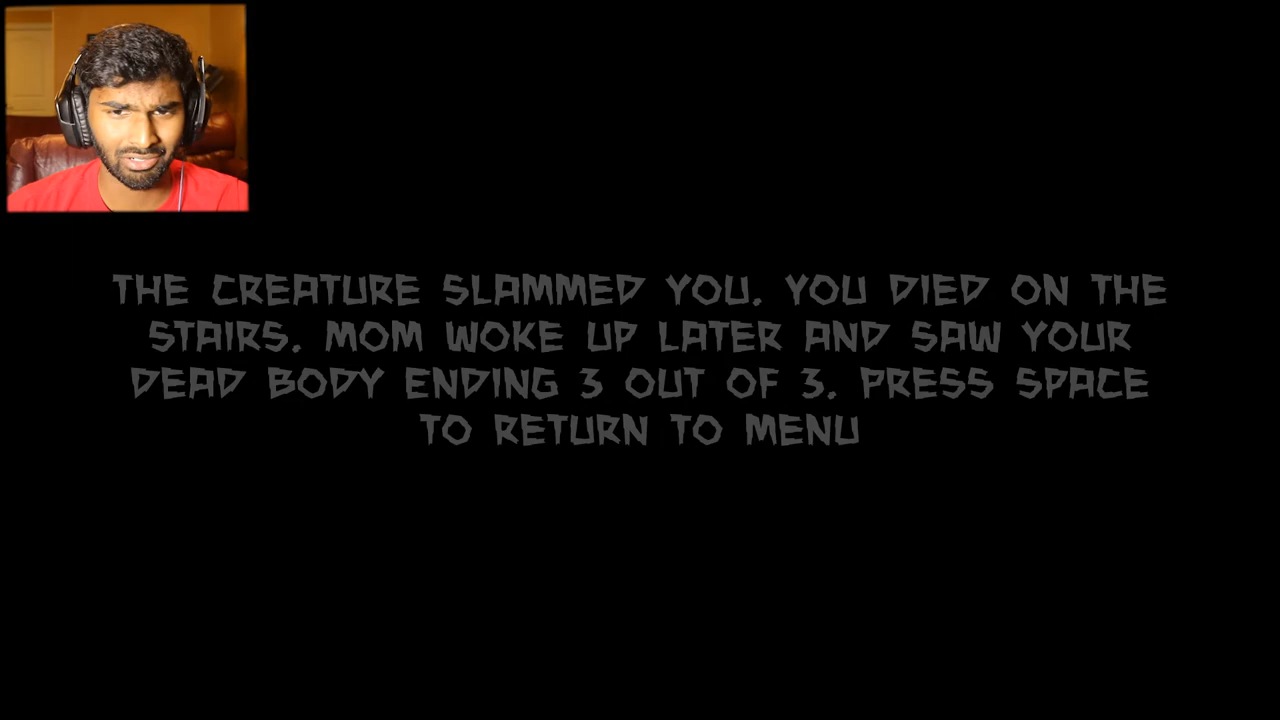 THE CREATURE SLAMMED YOU. YOU DIED ON THE
STAIRS. MOM WOKE UP LATER AND SAW YOUR
DEAD BODY ENDING 3 OUT OF 3. PRESS SPACE
TO RETURN TO MENU